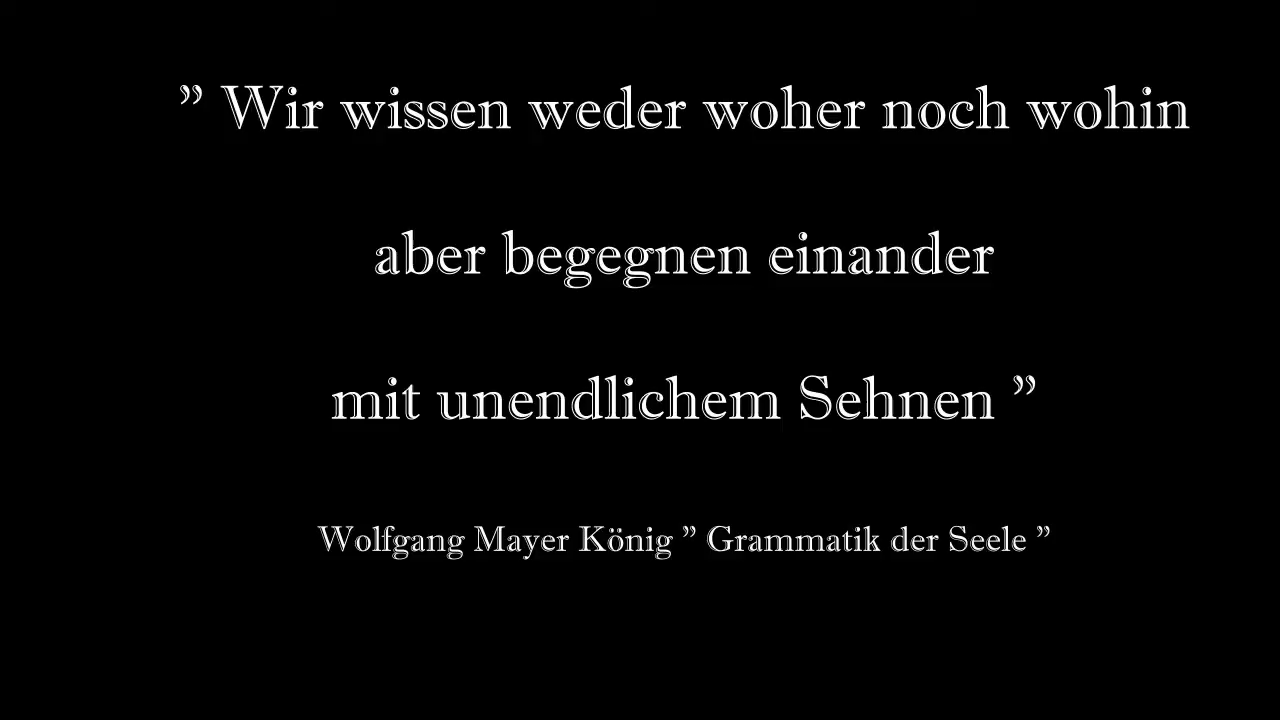 ” Wir wissen weder woher noch wohin
aber begegnen einander
mit unendlichem Sehnen ”
Wolfgang Mayer König ” Grammatik der Seele ”